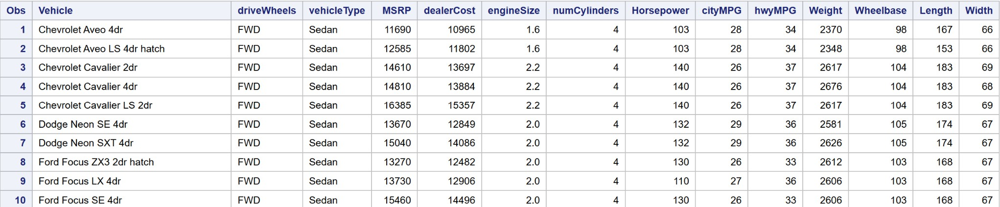 Obs Vehicle driveWheels vehicleType MSRP dealerCost engineSize numCylinders Horsepower cityMPG hwyMPG Weight Wheelbase Length Width
1 Chevrolet Aveo 4dr FWD Sedan 11690 10965 1.6 4 103 28 34 2370 98 167 66
2 Chevrolet Aveo LS 4dr hatch FWD Sedan 12585 11802 1.6 4 103 28 34 2348 98 153 66
3 Chevrolet Cavalier 2dr FWD Sedan 14610 13697 2.2 4 140 26 37 2617 104 183 69
4 Chevrolet Cavalier 4dr FWD Sedan 14810 13884 2.2 4 140 26 37 2676 104 183 68
5 Chevrolet Cavalier LS 2dr FWD Sedan 16385 15357 2.2 4 140 26 37 2617 104 183 69
6 Dodge Neon SE 4dr FWD Sedan 13670 12849 2.0 4 132 29 36 2581 105 174 67
7 Dodge Neon SXT 4dr FWD Sedan 15040 14086 2.0 4 132 29 36 2626 105 174 67
8 Ford Focus ZX3 2dr hatch FWD Sedan 13270 12482 2.0 4 130 26 33 2612 103 168 67
9 Ford Focus LX 4dr FWD Sedan 13730 12906 2.0 4 110 27 36 2606 103 168 67
10 Ford Focus SE 4dr FWD Sedan 15460 14496 2.0 4 130 26 33 2606 103 168 67